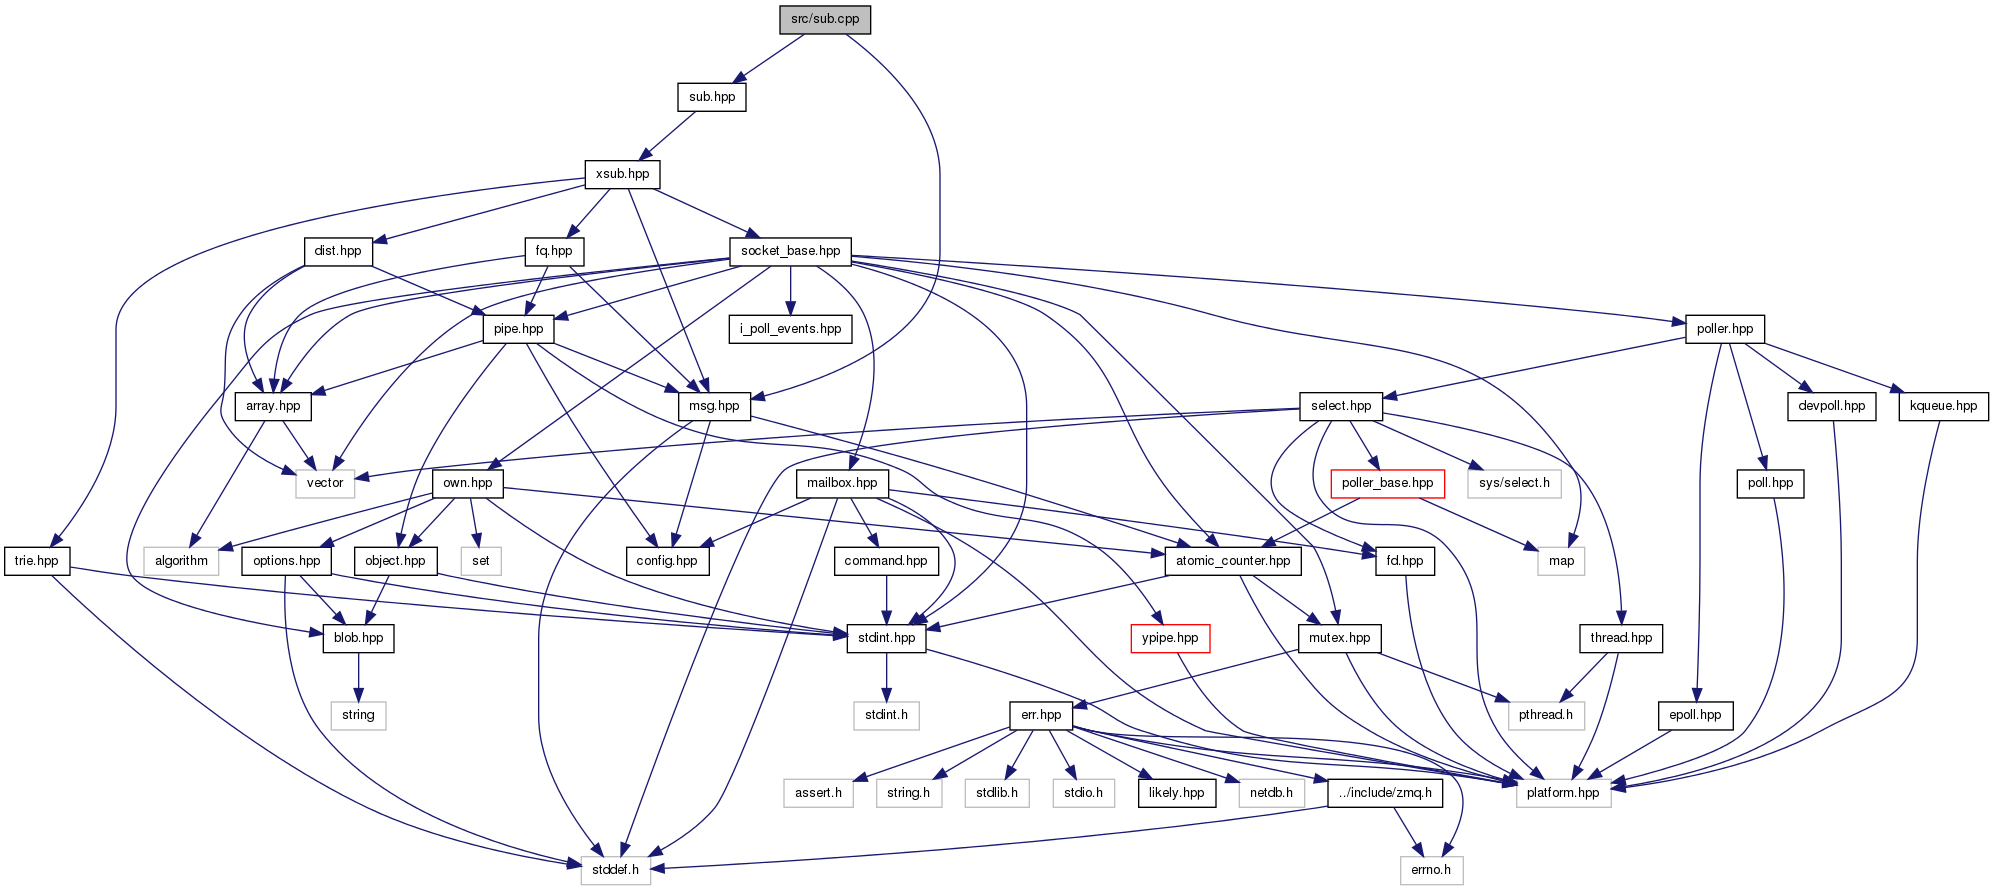 src/sub.cpp
sub.hpp
xsub.hpp
dist.hpp
fq.hpp
socket_base.hpp
pipe.hpp
i_poll_events.hpp
poller.hpp
array.hpp
msg.hpp
select.hpp
devpoll.hpp
kqueue.hpp
vector
own.hpp
mailbox.hpp
poller_base.hpp
sys/select.h
poll.hpp
trie.hpp
algorithm
options.hpp
object.hpp
set
config.hpp
command.hpp
atomic_counter.hpp
fd.hpp
map
blob.hpp
stdint.hpp
ypipe.hpp
mutex.hpp
thread.hpp
string
stdint.h
err.hpp
pthread.h
epoll.hpp
assert.h
string.h
stdlib.h
stdio.h
likely.hpp
netdb.h
../include/zmq.h
platform.hpp
stddef.h
errno.h